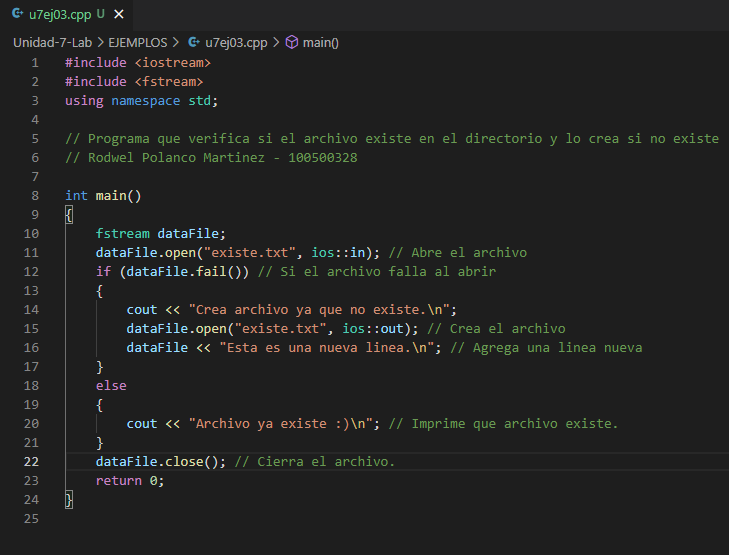 u7ej03.cpp U
Unidad-7-Lab > EJEMPLOS > u7ej03.cpp > main()
1 #include <iostream>
2 #include <fstream>
3 using namespace std;
4
5 // Programa que verifica si el archivo existe en el directorio y lo crea si no existe
6 // Rodwel Polanco Martinez - 100500328
7
8 int main()
9 {
10     fstream dataFile;
11     dataFile.open("existe.txt", ios::in); // Abre el archivo
12     if (dataFile.fail()) // Si el archivo falla al abrir
13     {
14         cout << "Crea archivo ya que no existe.\n";
15         dataFile.open("existe.txt", ios::out); // Crea el archivo
16         dataFile << "Esta es una nueva linea.\n"; // Agrega una linea nueva
17     }
18     else
19     {
20         cout << "Archivo ya existe :)\n"; // Imprime que archivo existe.
21     }
22     dataFile.close(); // Cierra el archivo.
23     return 0;
24 }
25